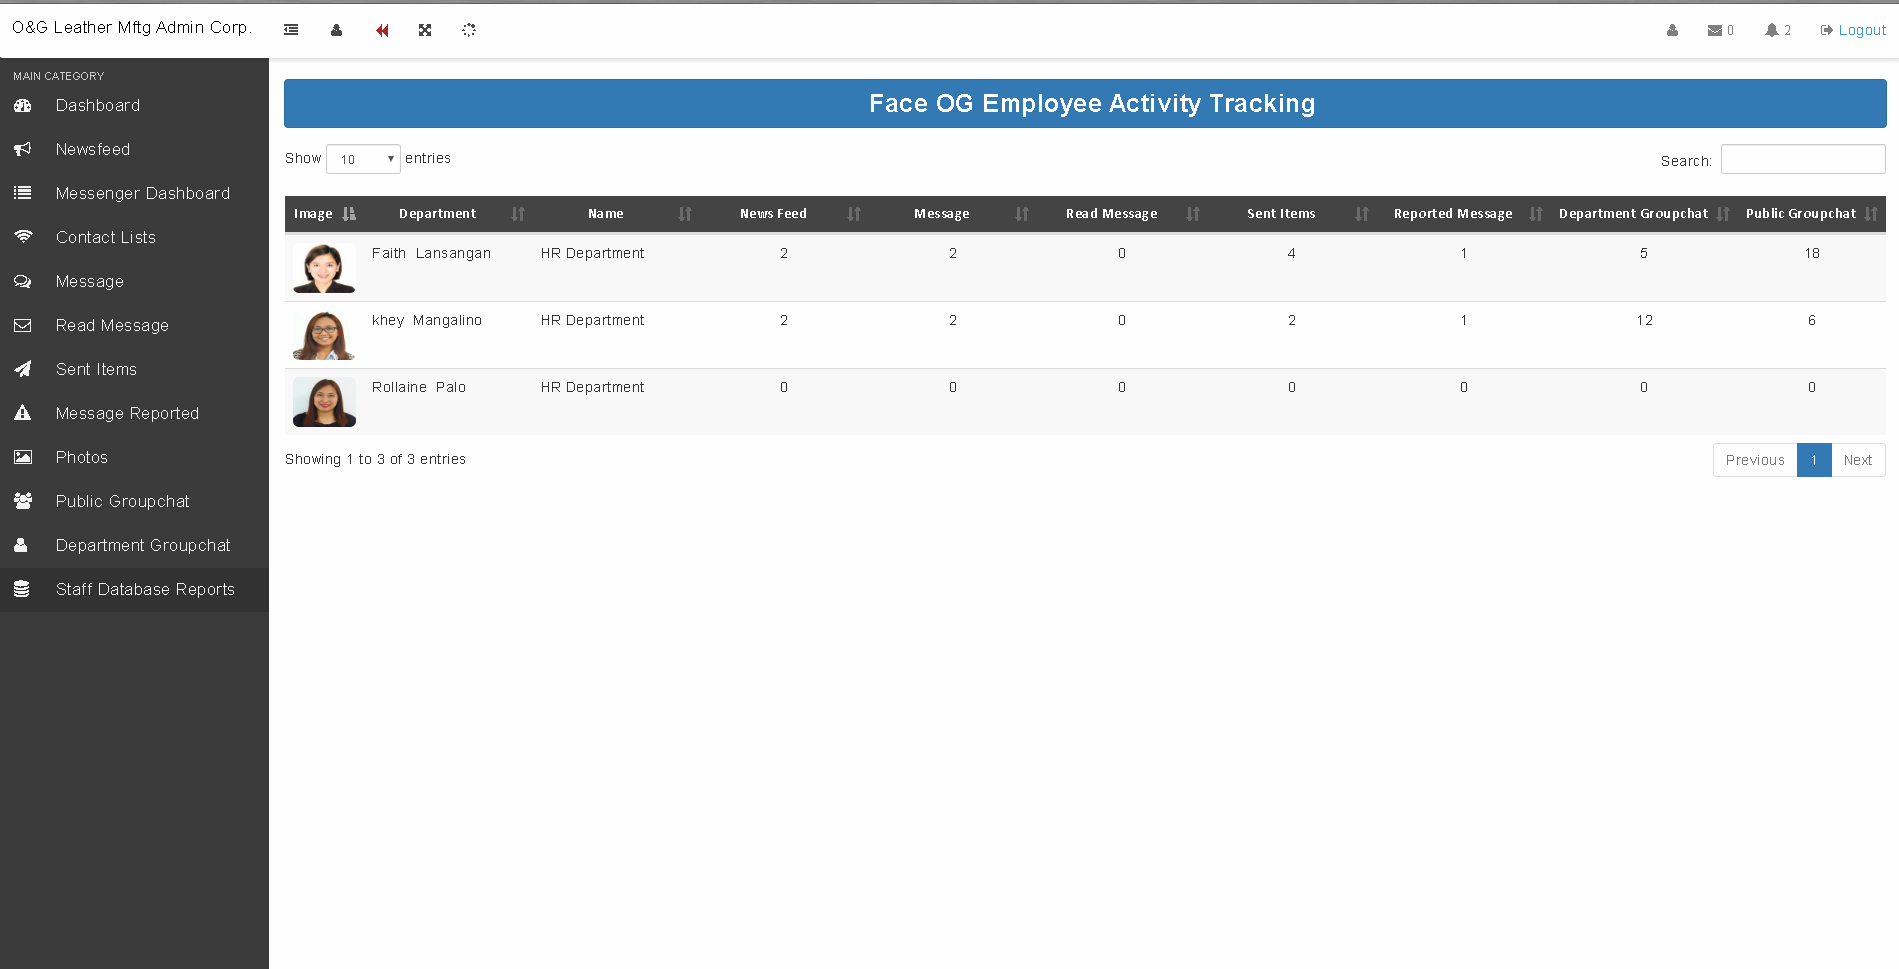 O&G Leather Mftg Admin Corp.
0
2
Logout
MAIN CATEGORY
Dashboard
Newsfeed
Messenger Dashboard
Contact Lists
Message
Read Message
Sent Items
Message Reported
Photos
Public Groupchat
Department Groupchat
Staff Database Reports
Face OG Employee Activity Tracking
Show 10 entries
Search:
Image Department Name News Feed Message Read Message Sent Items Reported Message Department Groupchat Public Groupchat
Faith Lansangan HR Department 2 2 0 4 1 5 18
khey Mangalino HR Department 2 2 0 2 1 12 6
Rollaine Palo HR Department 0 0 0 0 0 0 0
Showing 1 to 3 of 3 entries
Previous 1 Next